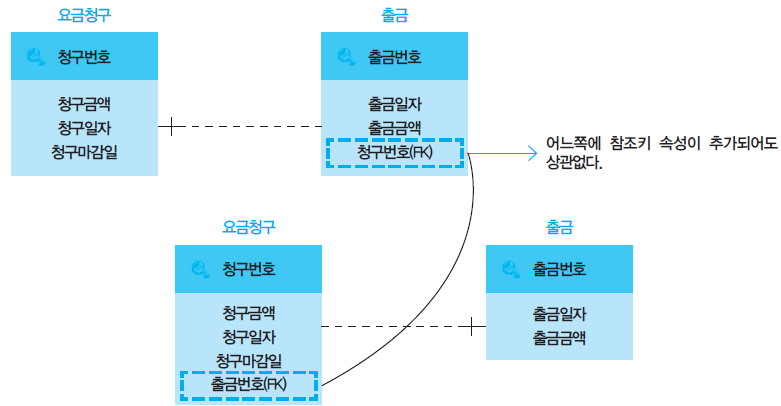 요금청구
출금
청구번호
출금번호
청구금액
청구일자
청구마감일
출금일자
출금금액
청구번호(FK)
어느쪽에 참조키 속성이 추가되어도
상관없다.
요금청구
출금
청구번호
출금번호
청구금액
청구일자
청구마감일
출금번호(FK)
출금일자
출금금액